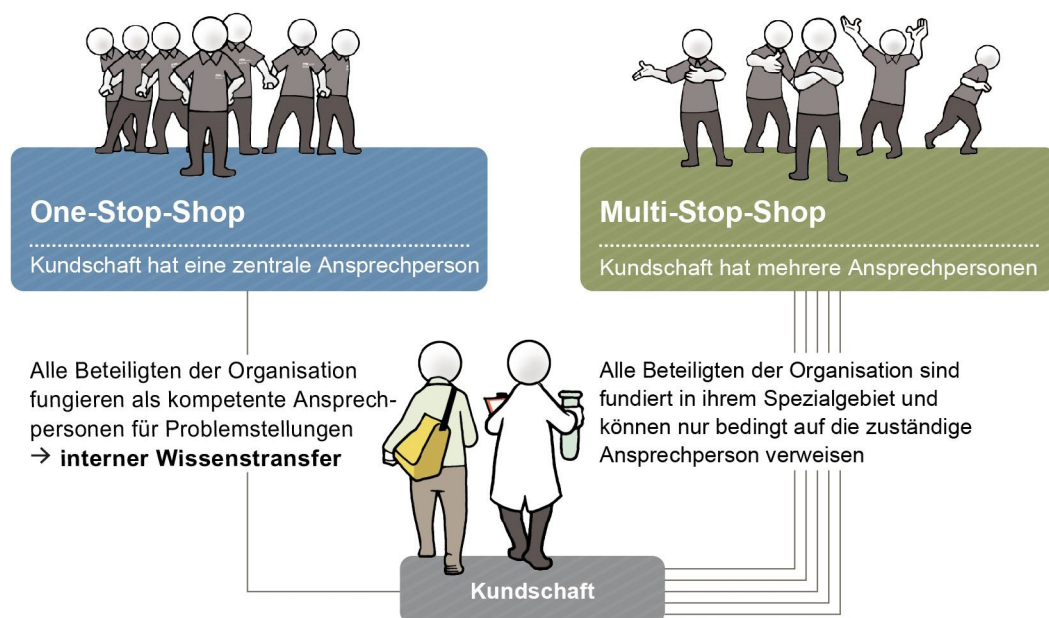 One-Stop-Shop
Kundschaft hat eine zentrale Ansprechperson
Multi-Stop-Shop
Kundschaft hat mehrere Ansprechpersonen
Alle Beteiligten der Organisation
fungieren als kompetente Ansprech-
personen für Problemstellungen
→ interner Wissenstransfer
Alle Beteiligten der Organisation sind
fundiert in ihrem Spezialgebiet und
können nur bedingt auf die zuständige
Ansprechperson verweisen
Kundschaft